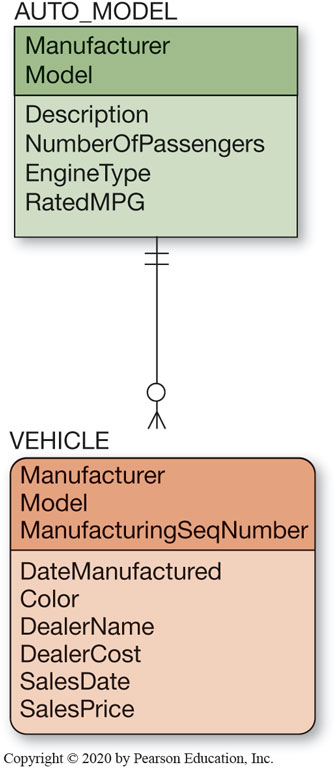 AUTO_MODEL
Manufacturer
Model
Description
NumberOfPassengers
EngineType
RatedMPG
VEHICLE
Manufacturer
Model
ManufacturingSeqNumber
DateManufactured
Color
DealerName
DealerCost
SalesDate
SalesPrice
Copyright © 2020 by Pearson Education, Inc.